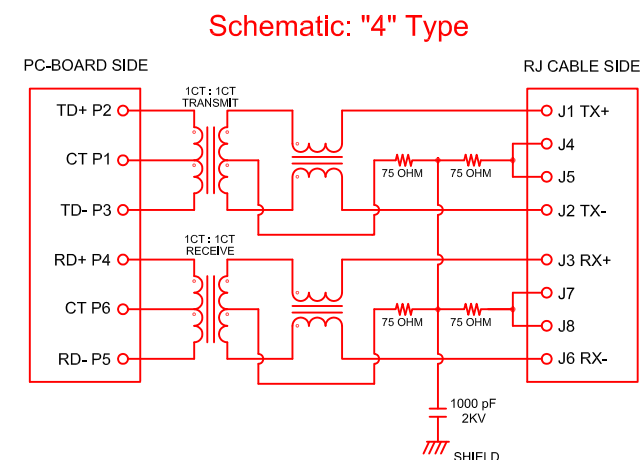 Schematic: "4" Type
PC-BOARD SIDE
RJ CABLE SIDE
1CT : 1CT
TRANSMIT
TD+ P2
J1 TX+
J4
CT P1
75 OHM
75 OHM
J5
TD- P3
J2 TX-
1CT : 1CT
RECEIVE
RD+ P4
J3 RX+
J7
CT P6
75 OHM
75 OHM
J8
RD- P5
J6 RX-
1000 pF
2KV
SHIELD